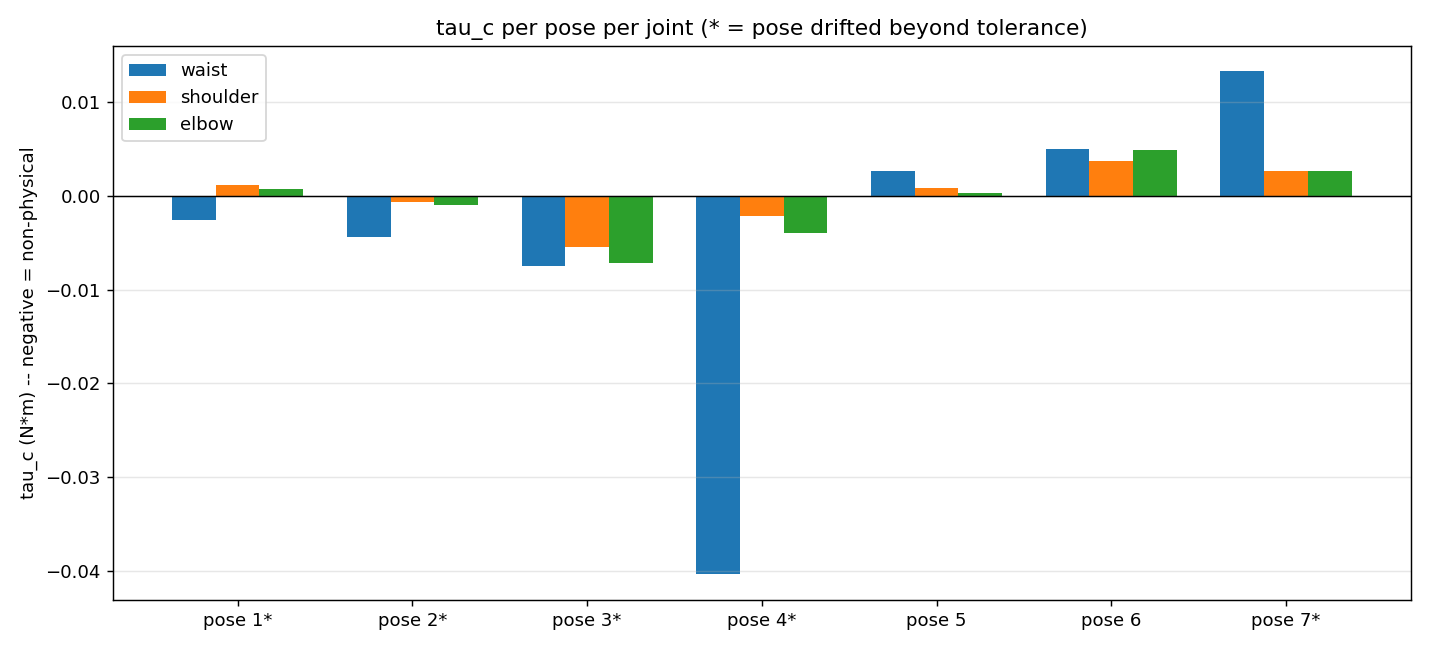 tau_c per pose per joint (* = pose drifted beyond tolerance)
waist
shoulder
elbow
tau_c (N*m) -- negative = non-physical
0.01
0.00
−0.01
−0.02
−0.03
−0.04
pose 1*
pose 2*
pose 3*
pose 4*
pose 5
pose 6
pose 7*